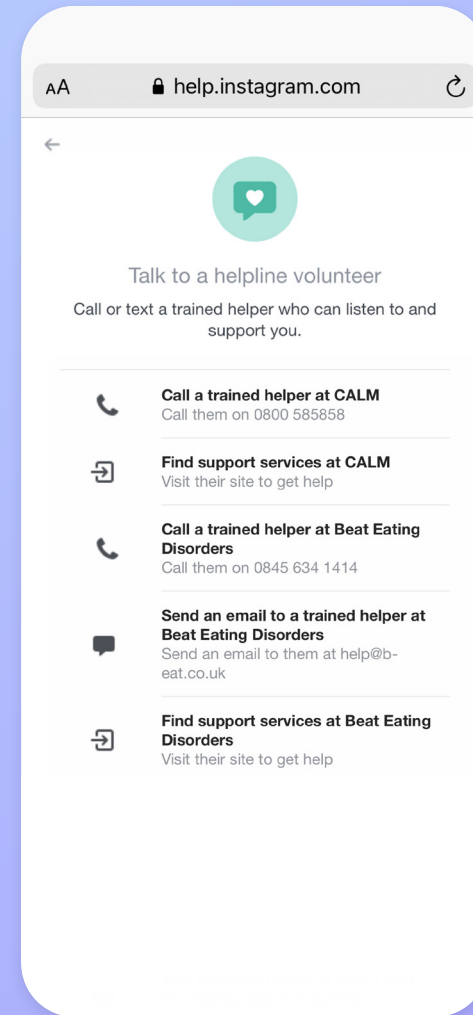 AA help.instagram.com
Talk to a helpline volunteer
Call or text a trained helper who can listen to and
support you.
Call a trained helper at CALM
Call them on 0800 585858
Find support services at CALM
Visit their site to get help
Call a trained helper at Beat Eating
Disorders
Call them on 0845 634 1414
Send an email to a trained helper at
Beat Eating Disorders
Send an email to them at help@b-
eat.co.uk
Find support services at Beat Eating
Disorders
Visit their site to get help